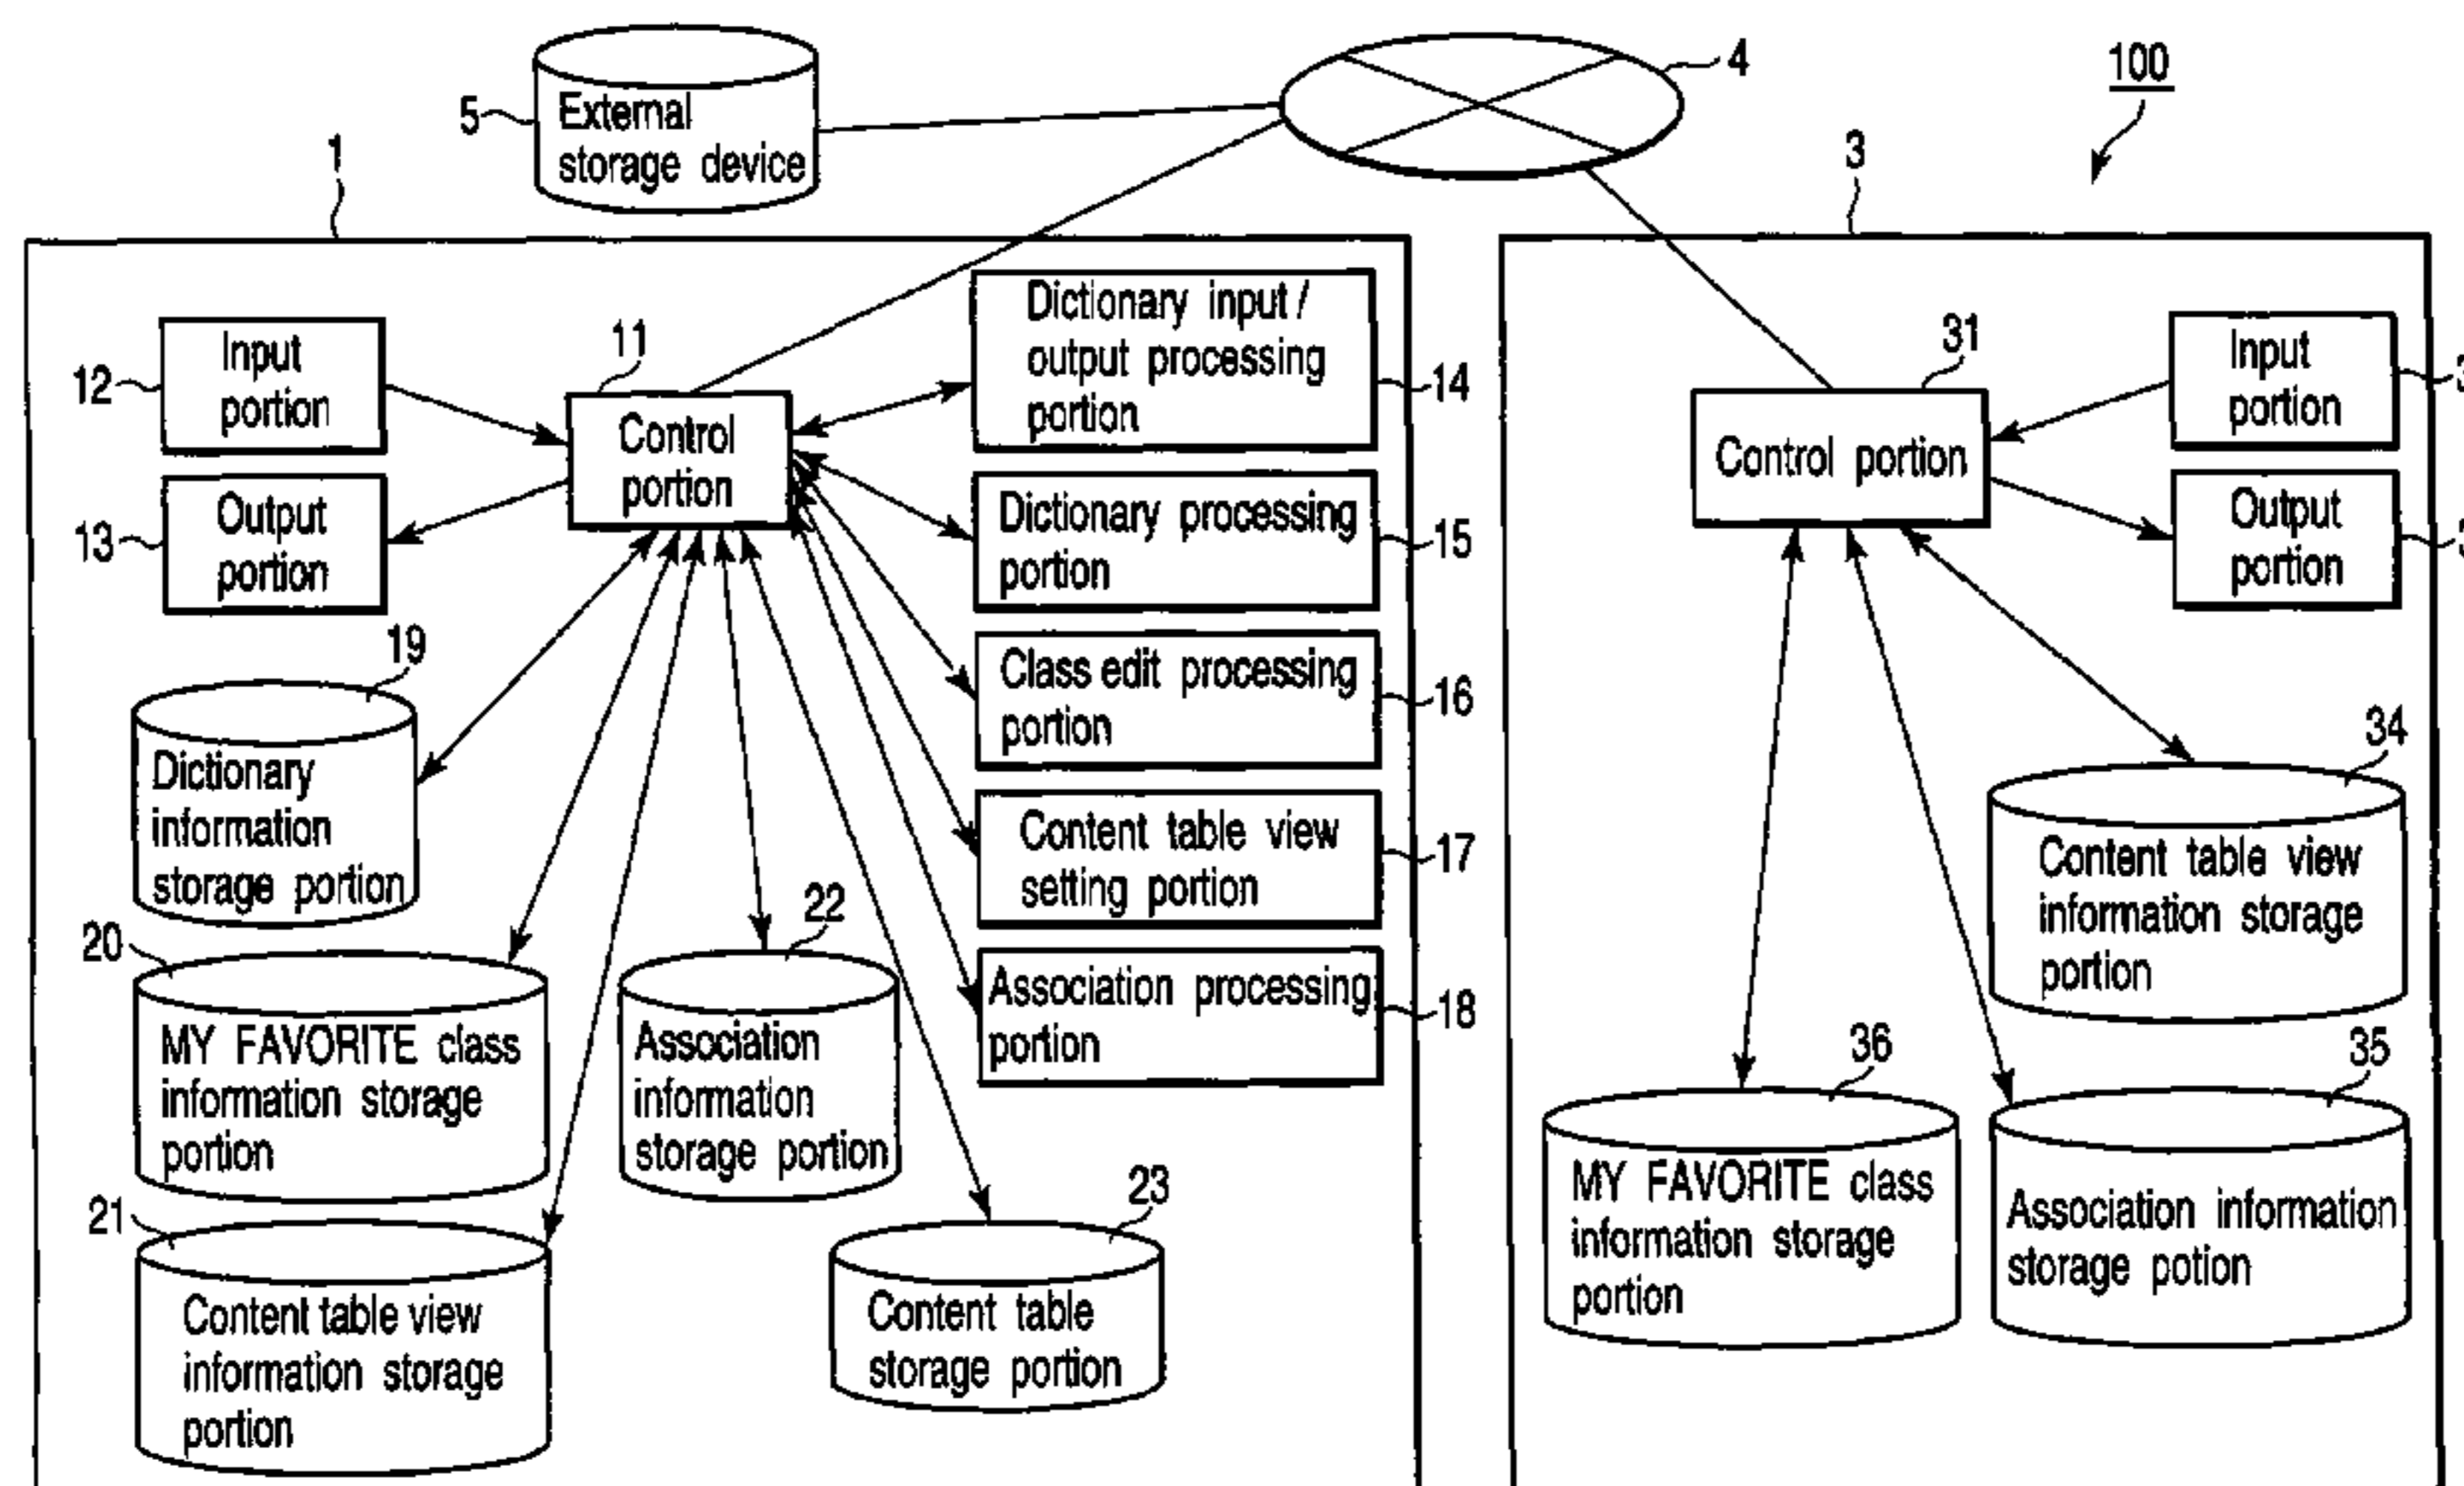 4
100
5
External
storage device
1
3
Dictionary input /
output processing
portion
14
11
31
Input
portion
12
Control
portion
Control portion
Input
portion
3
Output
portion
13
Dictionary processing
portion
15
Output
portion
3
19
Dictionary
information
storage portion
Class edit processing
portion
16
34
Content table view
information storage
portion
Content table view
setting portion
17
20
MY FAVORITE class
information storage
portion
22
Association
information
storage portion
Association processing
portion
18
36
MY FAVORITE class
information storage
portion
35
Association information
storage potion
21
Content table view
information storage
portion
23
Content table
storage portion